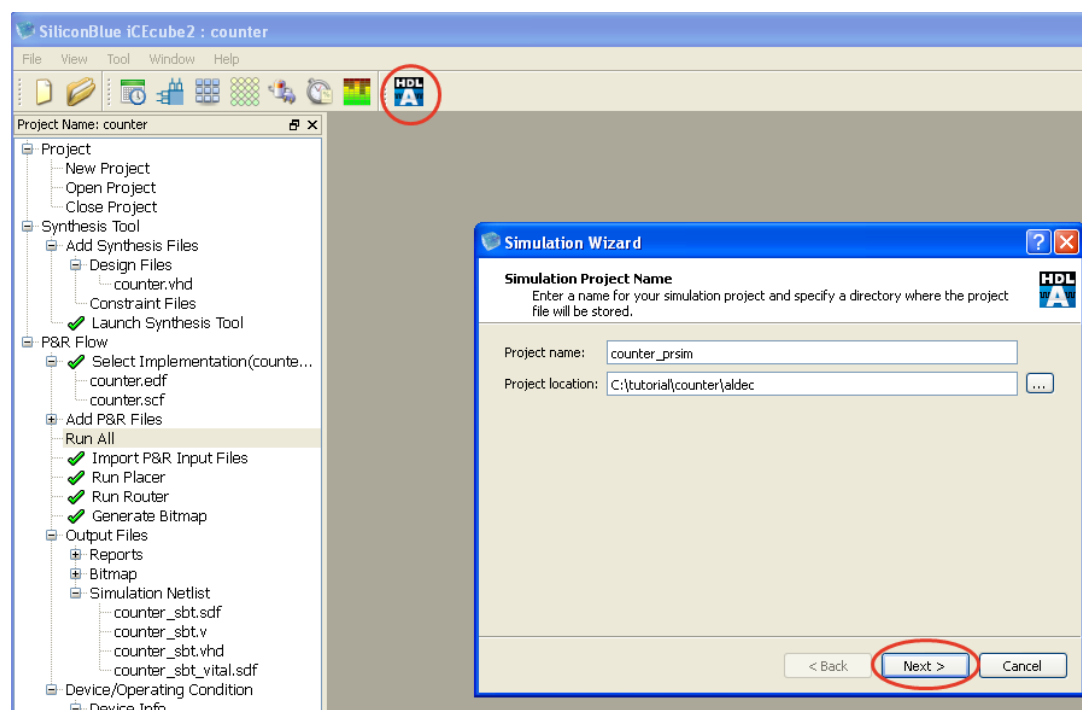 SiliconBlue iCEcube2 : counter
File View Tool Window Help
HDL
A
Project Name: counter
Project
New Project
Open Project
Close Project
Synthesis Tool
Add Synthesis Files
Design Files
counter.vhd
Constraint Files
Launch Synthesis Tool
P&R Flow
Select Implementation(counte...
counter.edf
counter.scf
Add P&R Files
Run All
Import P&R Input Files
Run Placer
Run Router
Generate Bitmap
Output Files
Reports
Bitmap
Simulation Netlist
counter_sbt.sdf
counter_sbt.v
counter_sbt.vhd
counter_sbt_vital.sdf
Device/Operating Condition
Device Info
Simulation Wizard
Simulation Project Name
Enter a name for your simulation project and specify a directory where the project
file will be stored.
HDL
A
Project name: counter_prsim
Project location: C:\tutorial\counter\aldec ...
< Back Next > Cancel